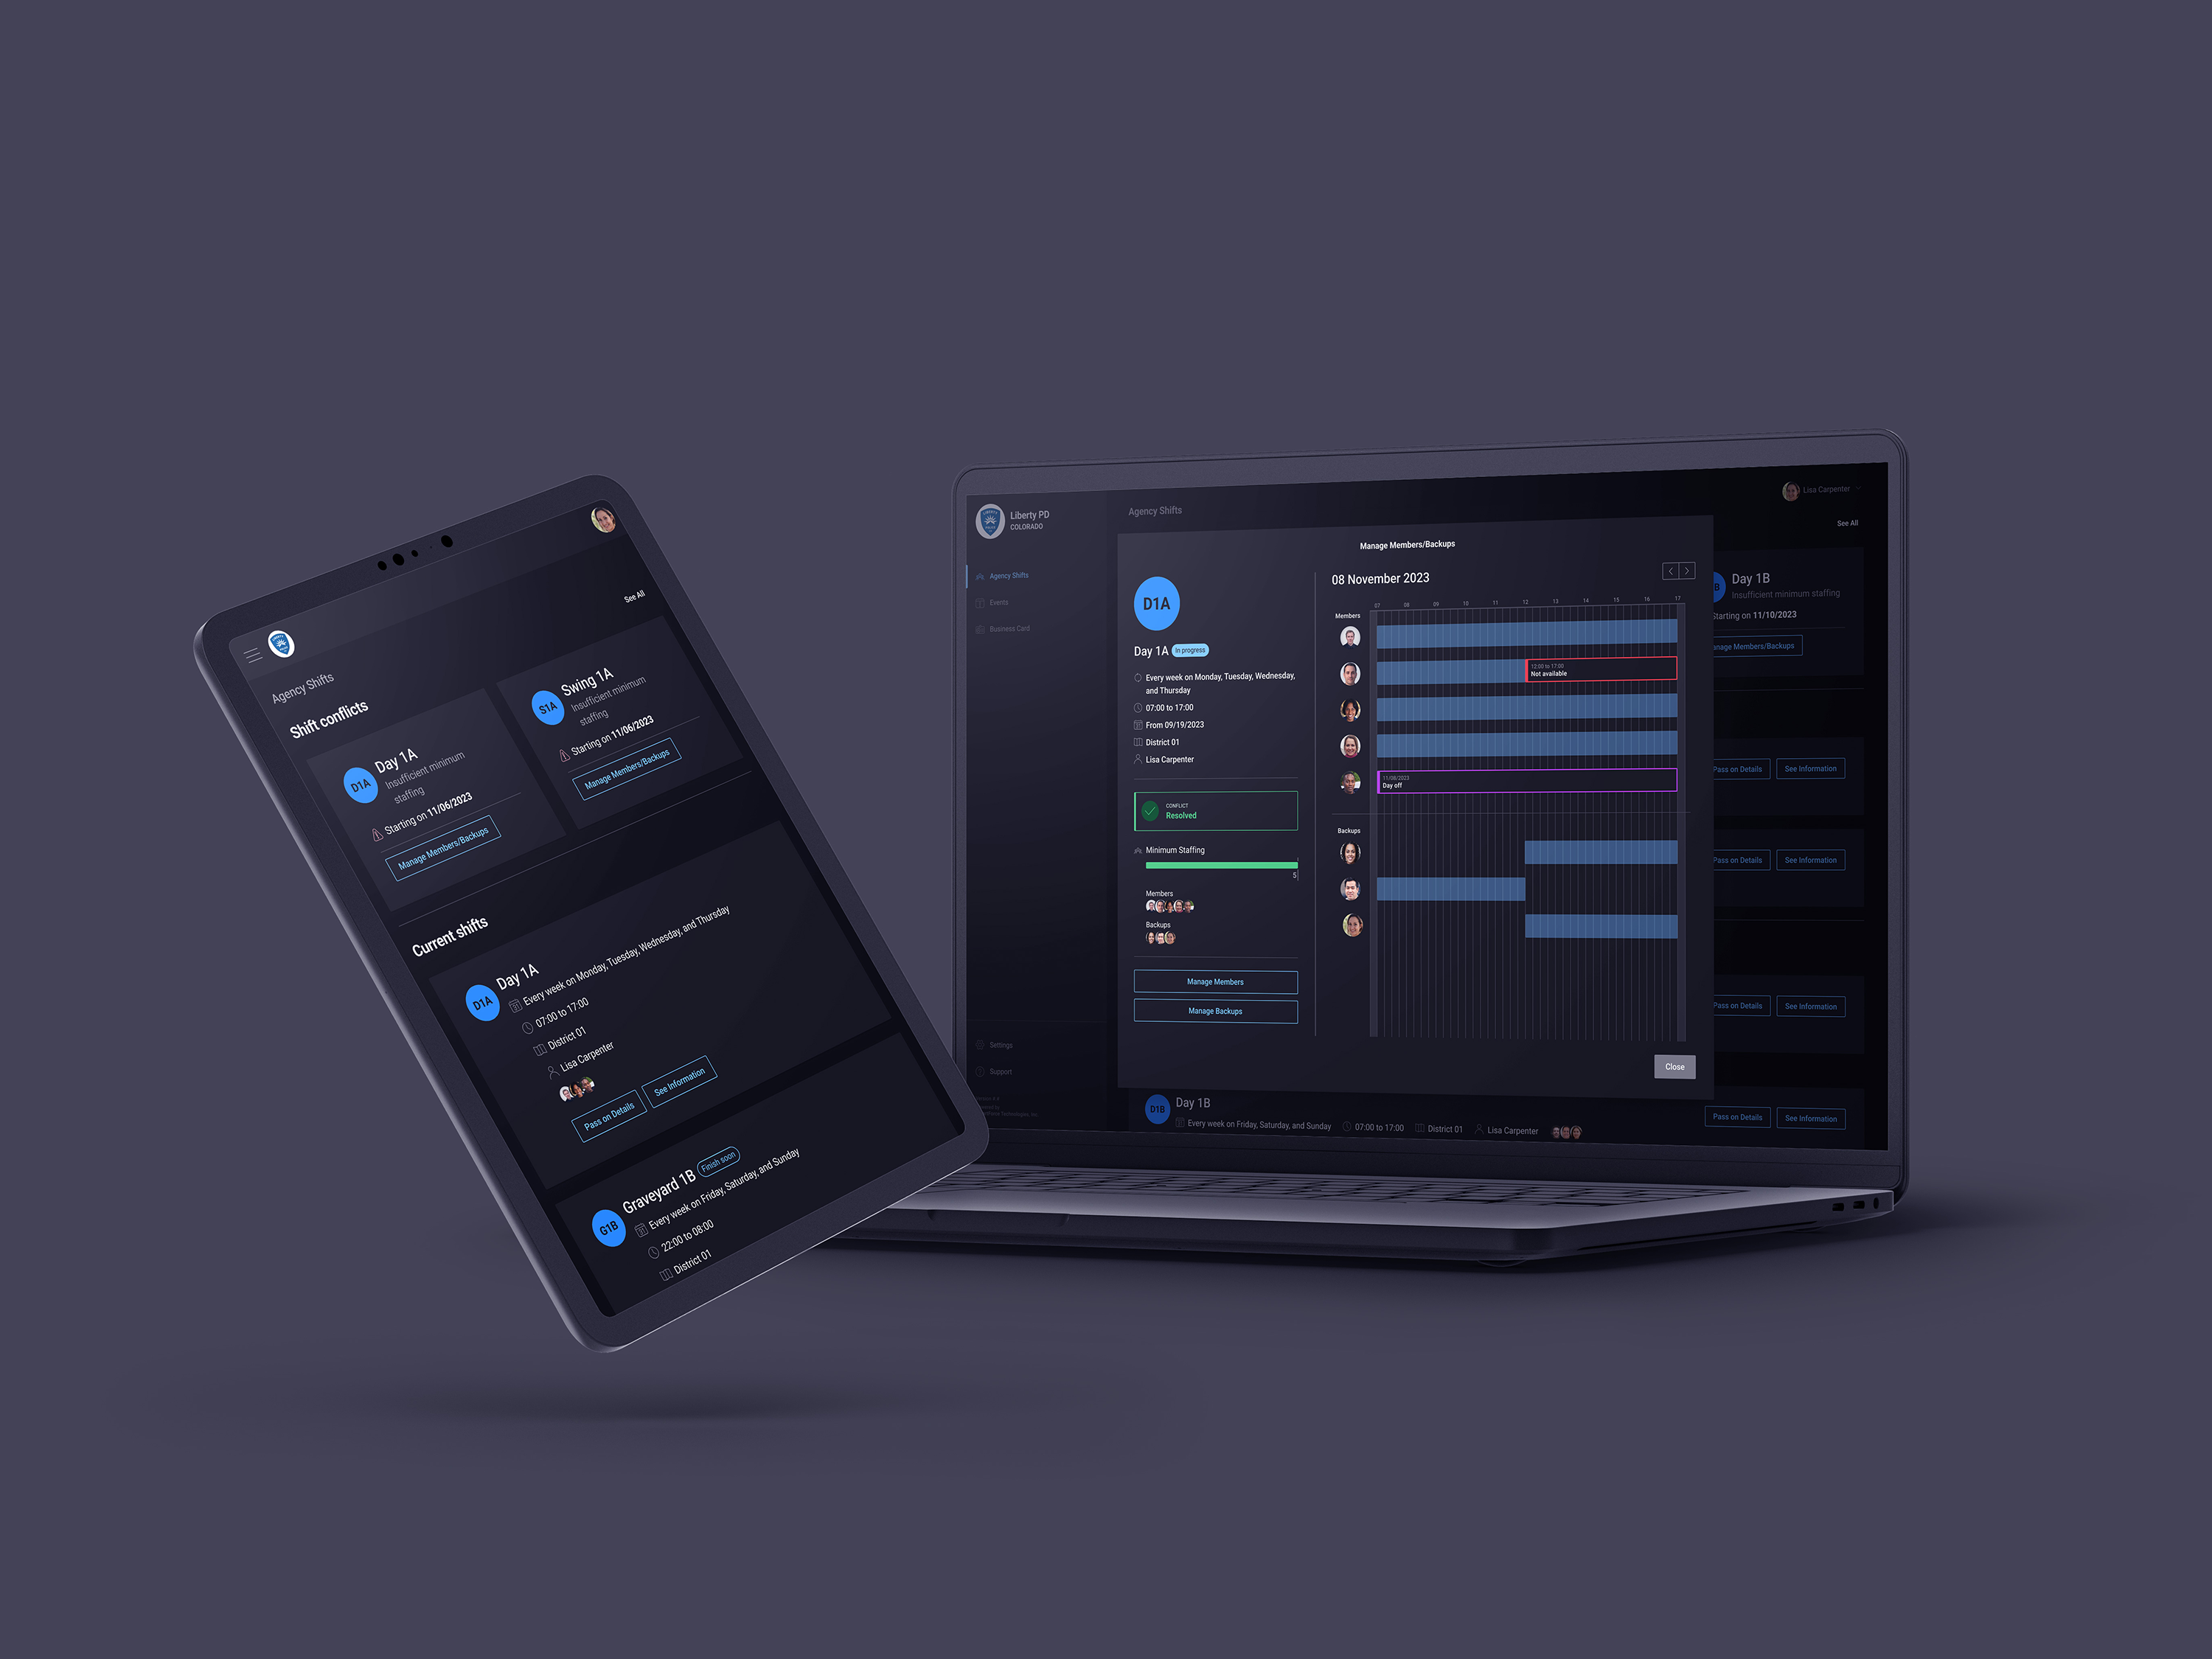 Agency Shifts
See All
Shift conflicts
D1A
Day 1A
Insufficient minimum
staffing
Starting on 11/06/2023
Manage Members/Backups
S1A
Swing 1A
Insufficient minimum
staffing
Starting on 11/06/2023
Manage Members/Backups
Current shifts
D1A
Day 1A
Every week on Monday, Tuesday, Wednesday, and Thursday
07:00 to 17:00
District 01
Lisa Carpenter
Pass on Details
See Information
G1B
Graveyard 1B
Finish soon
Every week on Friday, Saturday, and Sunday
22:00 to 08:00
District 01
Liberty PD
COLORADO
Agency Shifts
Events
Business Card
Settings
Support
Agency Shifts
Lisa Carpenter
See All
Manage Members/Backups
D1A
Day 1A
In progress
Every week on Monday, Tuesday, Wednesday,
and Thursday
07:00 to 17:00
From 09/19/2023
District 01
Lisa Carpenter
CONFLICT
Resolved
Minimum Staffing
5
Members
Backups
Manage Members
Manage Backups
08 November 2023
07 08 09 10 11 12 13 14 15 16 17
Members
12:00 to 17:00
Not available
11/08/2023
Day off
Backups
Close
B
Day 1B
Insufficient minimum staffing
tarting on 11/10/2023
nage Members/Backups
Pass on Details
See Information
Pass on Details
See Information
Pass on Details
See Information
D1B
Day 1B
Every week on Friday, Saturday, and Sunday
07:00 to 17:00
District 01
Lisa Carpenter
Pass on Details
See Information